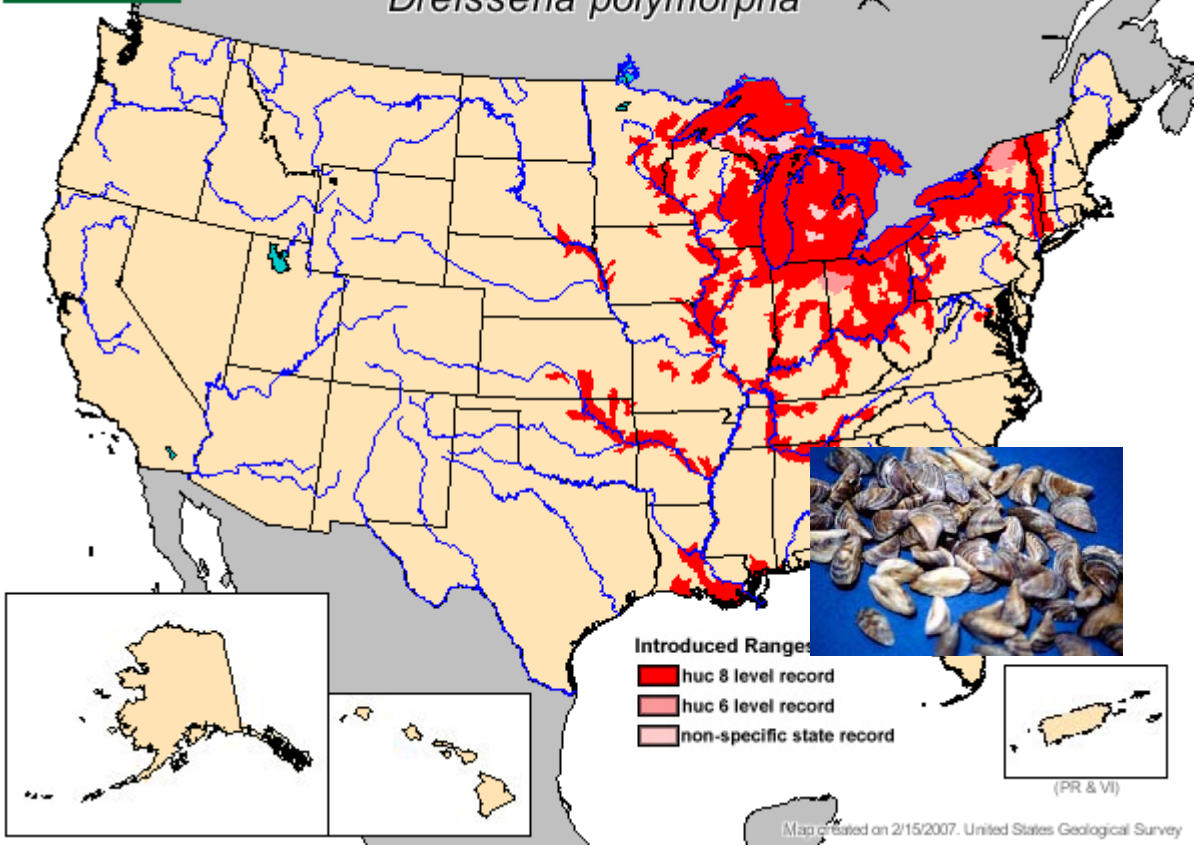 Dreissena polymorpha
Introduced Ranges
huc 8 level record
huc 6 level record
non-specific state record
(PR & VI)
Map created on 2/15/2007. United States Geological Survey